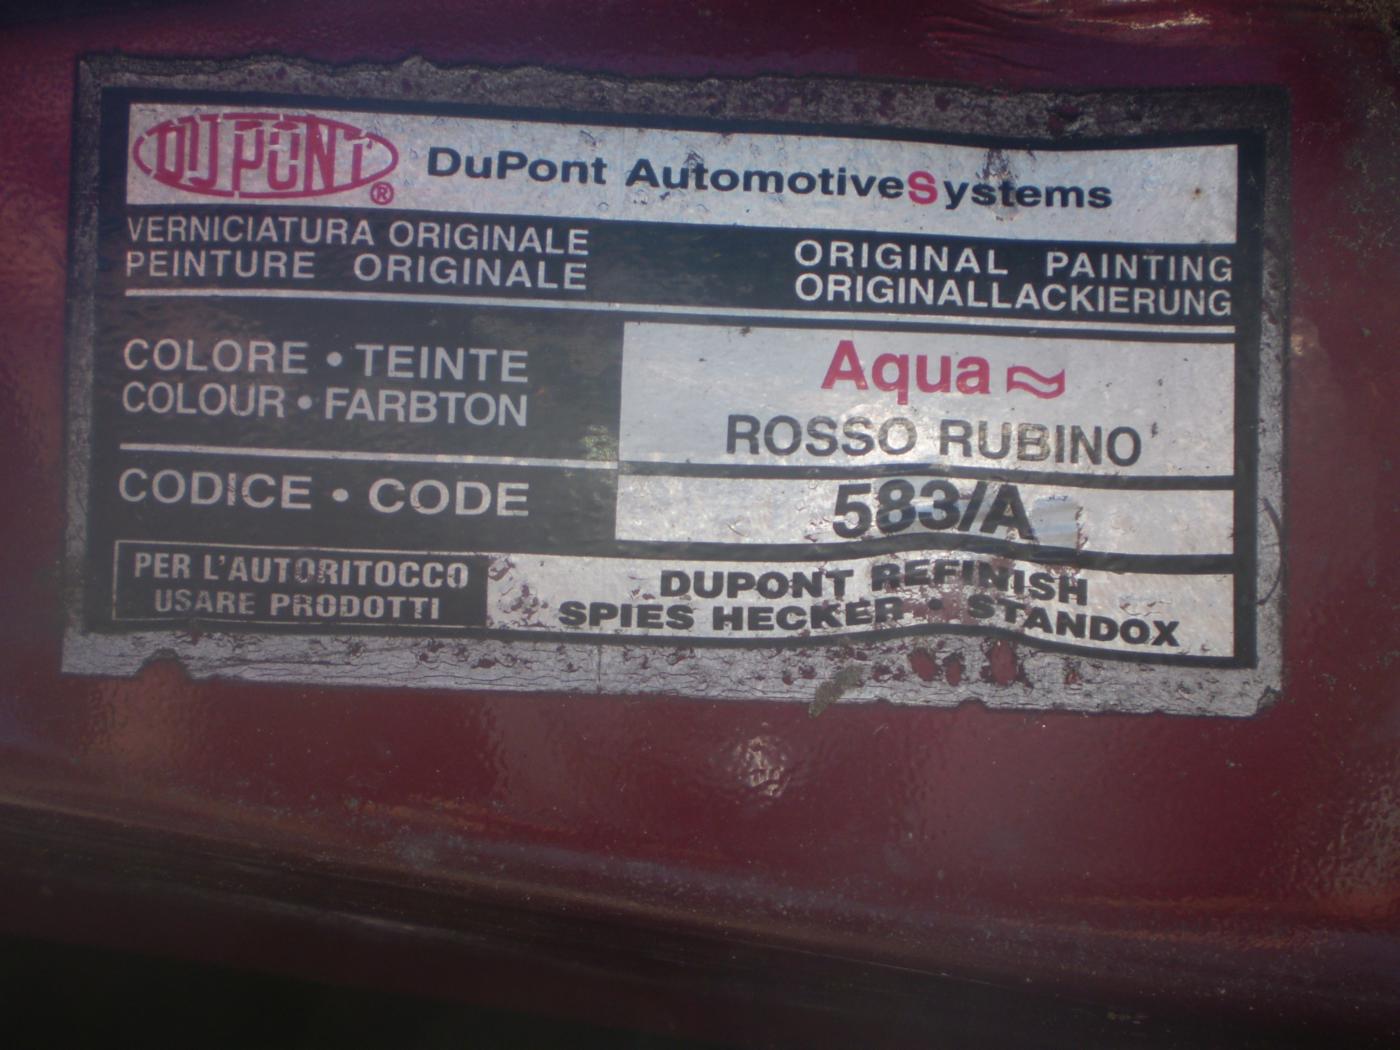 DUPONT ® DuPont AutomotiveSystems
VERNICIATURA ORIGINALE
PEINTURE ORIGINALE
ORIGINAL PAINTING
ORIGINALLACKIERUNG
COLORE • TEINTE
COLOUR • FARBTON
Aqua
ROSSO RUBINO
CODICE • CODE
583/A
PER L'AUTORITOCCO
USARE PRODOTTI
DUPONT REFINISH
SPIES HECKER • STANDOX